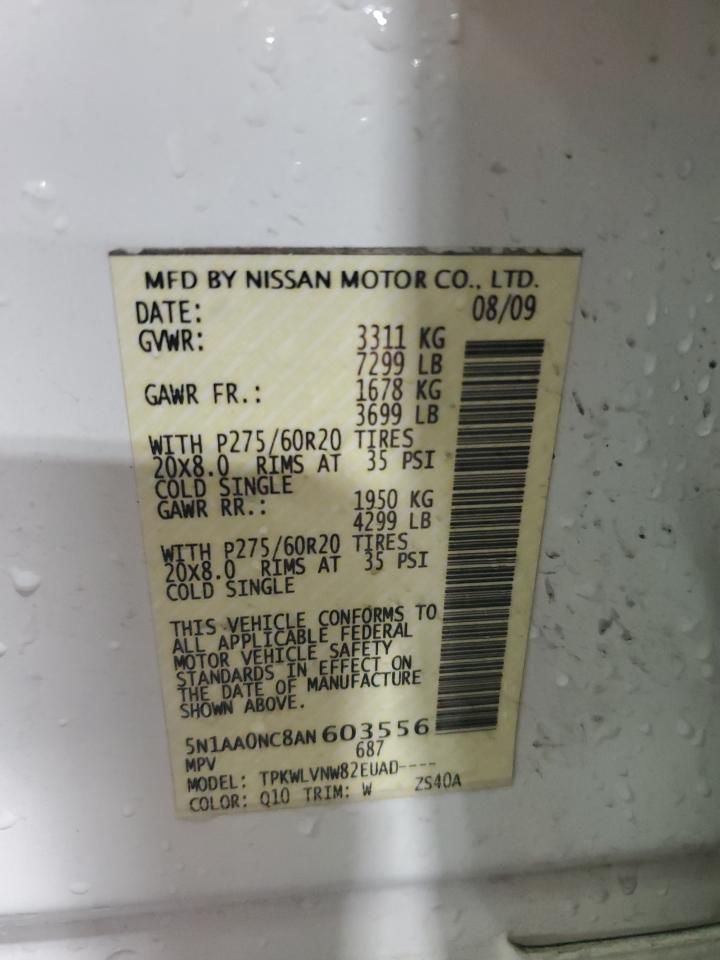 MFD BY NISSAN MOTOR CO., LTD.
DATE: 08/09
GVWR: 3311 KG
7299 LB
GAWR FR.: 1678 KG
3699 LB
WITH P275/60R20 TIRES
20X8.0 RIMS AT 35 PSI
COLD SINGLE
GAWR RR.: 1950 KG
4299 LB
WITH P275/60R20 TIRES
20X8.0 RIMS AT 35 PSI
COLD SINGLE
THIS VEHICLE CONFORMS TO
ALL APPLICABLE FEDERAL
MOTOR VEHICLE SAFETY
STANDARDS IN EFFECT ON
THE DATE OF MANUFACTURE
SHOWN ABOVE.
5N1AA0NC8AN603556
MPV 687
MODEL: TPKWLVNW82EUAD----
COLOR: Q10 TRIM: W ZS40A